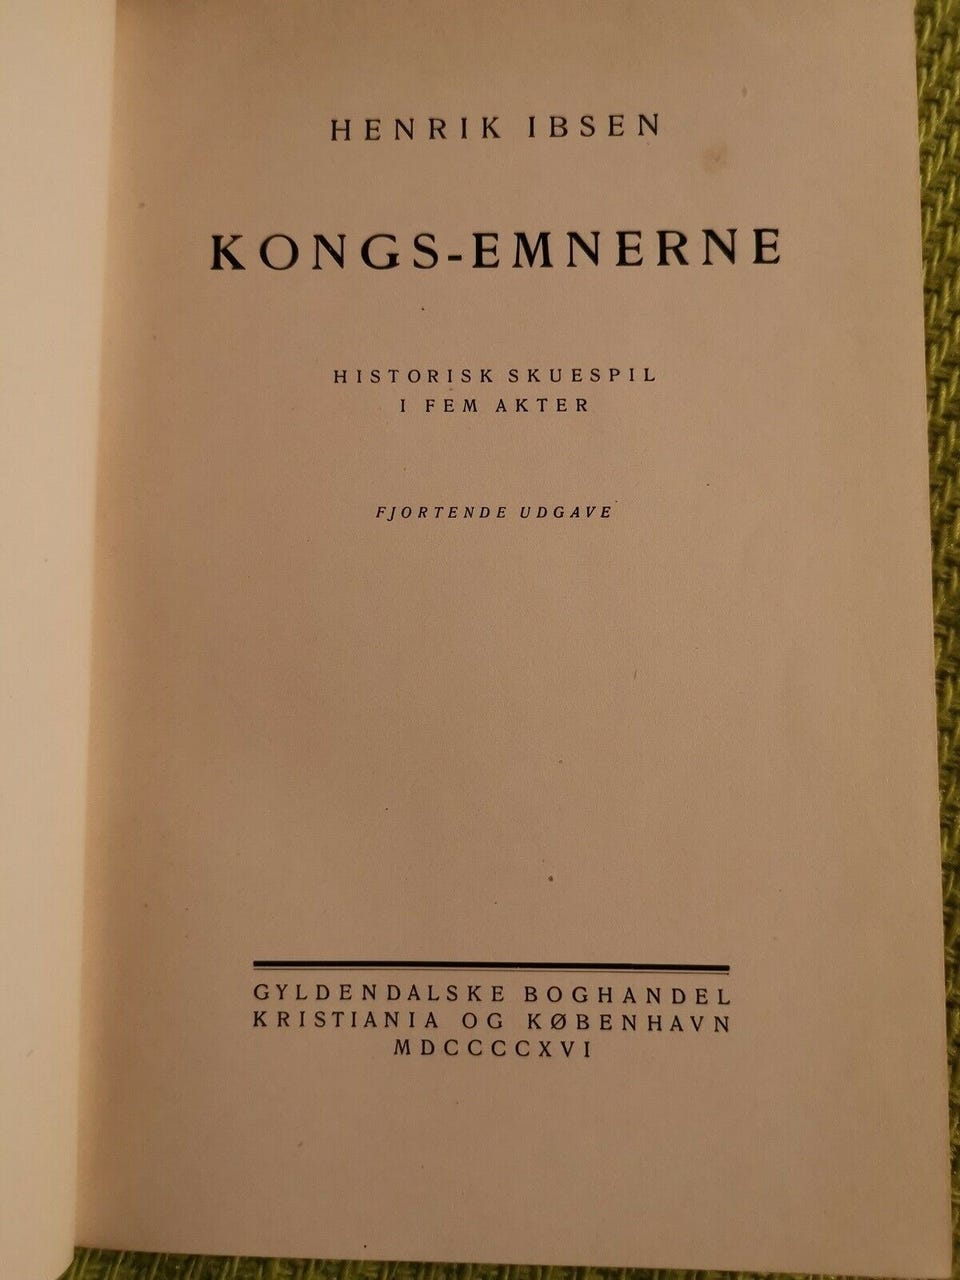 HENRIK IBSEN
KONGS-EMNERNE
HISTORISK SKUESPIL
I FEM AKTER
FJORTENDE UDGAVE
GYLDENDALSKE BOGHANDEL
KRISTIANIA OG KØBENHAVN
MDCCCCXVI